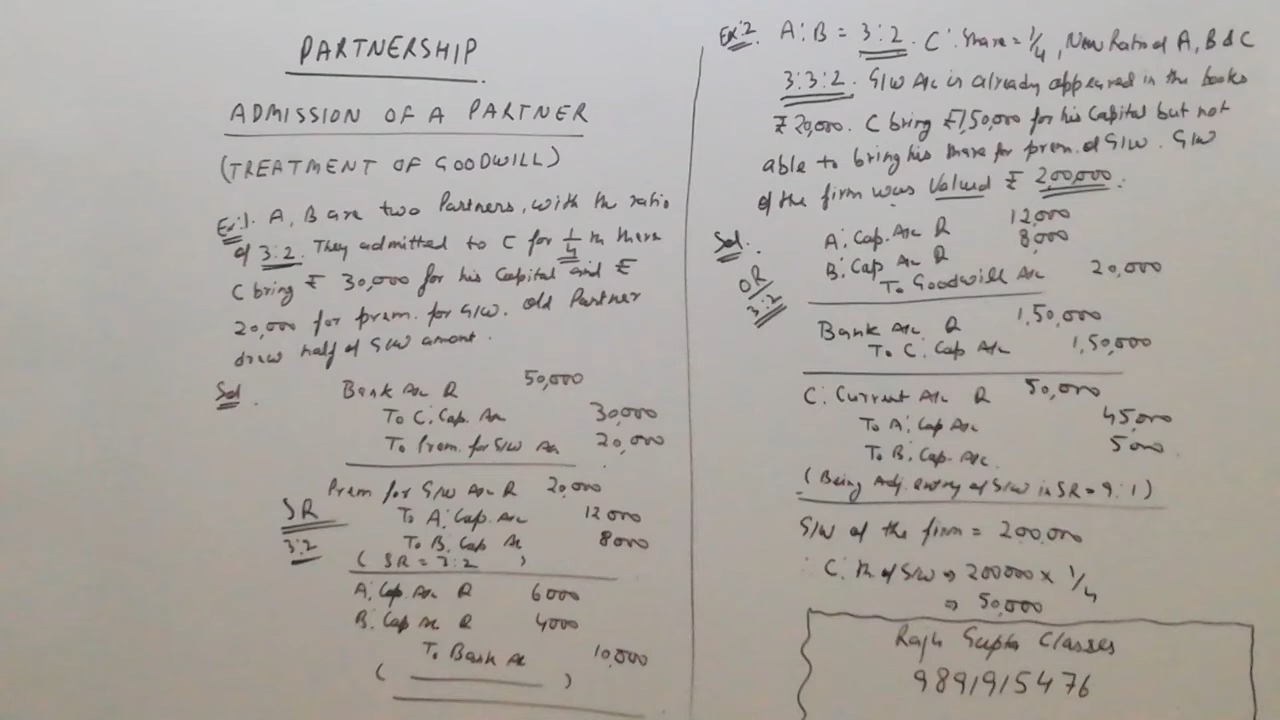 PARTNERSHIP
ADMISSION OF A PARTNER
(TREATMENT OF GOODWILL)
Ex:1. A, B are two Partners, with the ratio
of 3:2. They admitted to C for 1/4 th share
C bring ₹ 30,000 for his Capital and ₹
20,000 for prem. for G/W. old Partner
draw half of G/W amount.
Sol.
Bank A/c Dr 50,000
To C's Cap. A/c 30,000
To Prem. for G/W A/c 20,000
Prem for G/W A/c Dr 20,000
SR
To A's Cap. A/c 12000
3:2
To B's Cap A/c 8000
( SR = 3:2 )
A's Cap A/c Dr 6000
B's Cap A/c Dr 4000
To Bank A/c 10,000
( )
Ex:2. A:B = 3:2. C's Share = 1/4, New Ratio of A, B & C
3:3:2. G/W A/c is already appeared in the books
₹ 20,000. C bring ₹1,50,000 for his Capital but not
able to bring his share for prem. of G/W. G/W
of the firm was Valued ₹ 200,000.
Sol.
A's Cap. A/c Dr 12000
B's Cap A/c Dr 8,000
OR
3:2
To Goodwill A/c 20,000
Bank A/c Dr 1,50,000
To C's Cap A/c 1,50,000
C's Current A/c Dr 50,000
To A's Cap A/c 45,000
To B's Cap. A/c. 5000
( Being Adj. entry of G/W in SR = 9:1 )
G/W of the firm = 200,000
C's sh of G/W ⇒ 200000 × 1/4
⇒ 50,000
Rajh Gupta Classes
9891915476